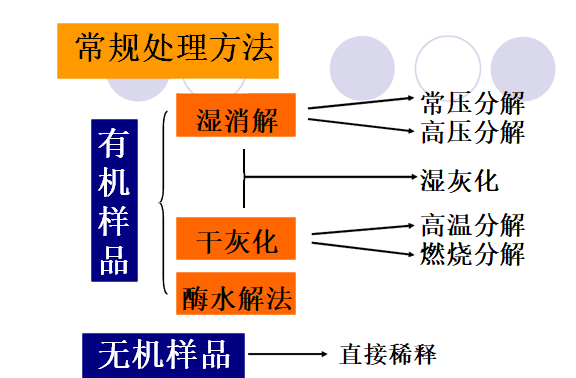 常规处理方法
有机样品
湿消解
常压分解
高压分解
湿灰化
干灰化
高温分解
燃烧分解
酶水解法
无机样品
直接稀释